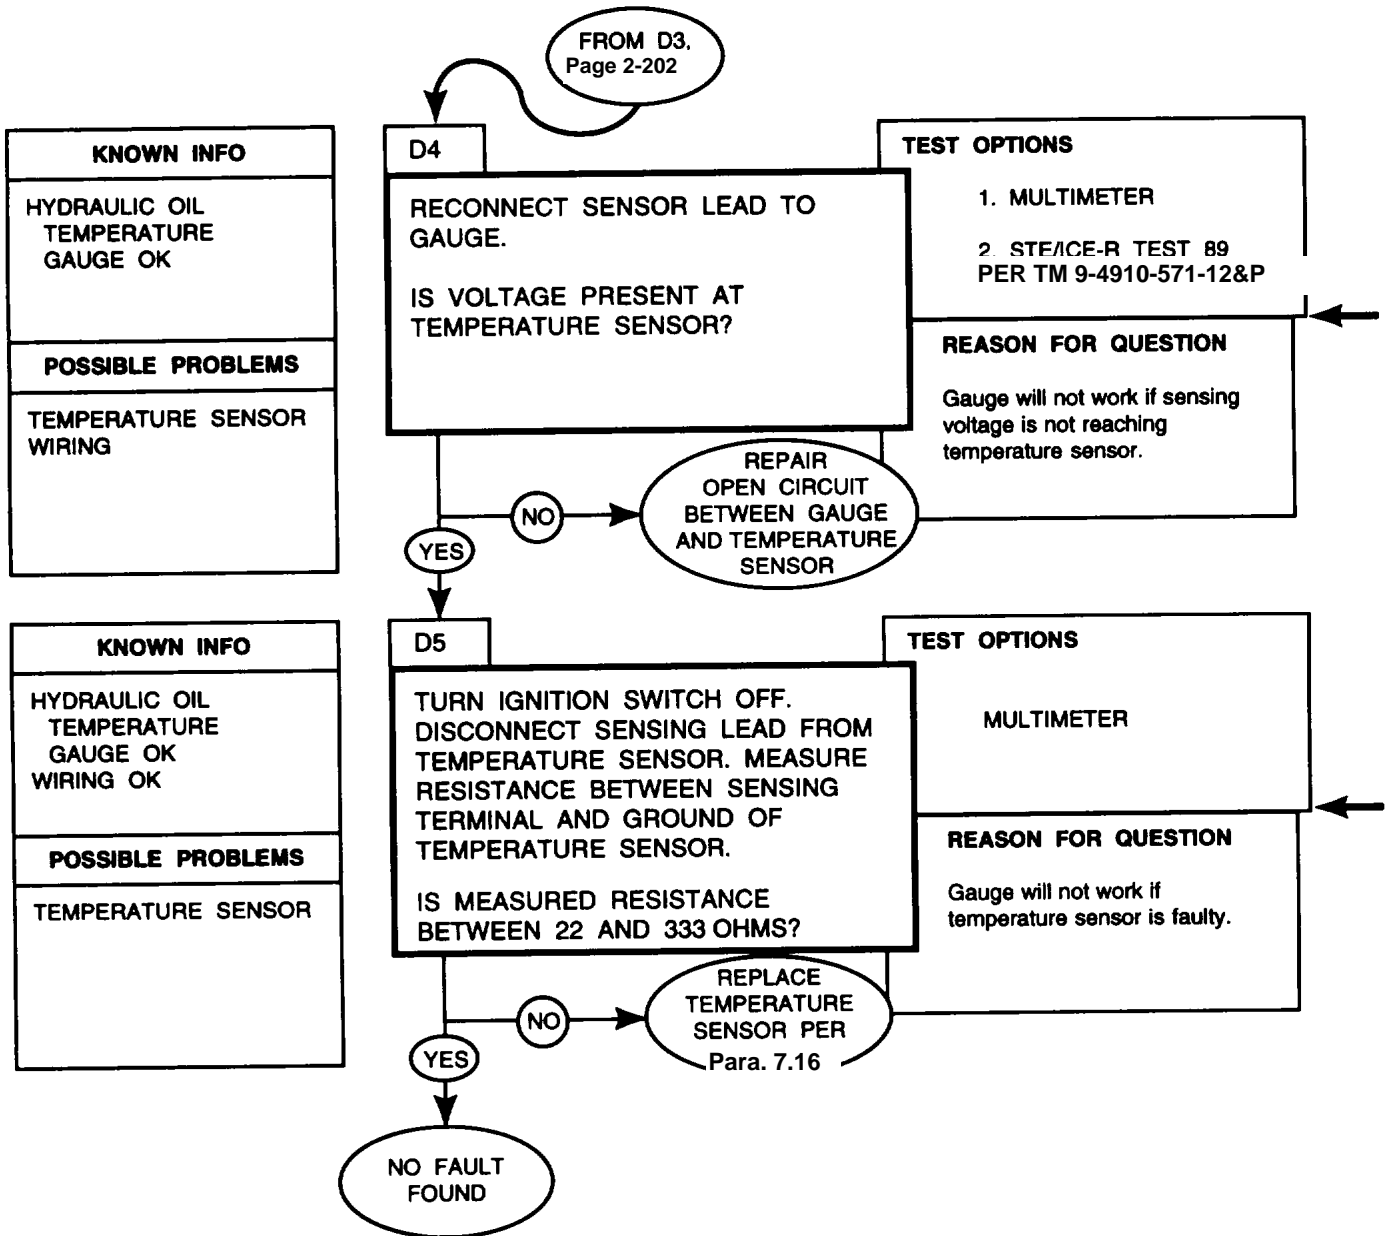 FROM D3,
Page 2-202
KNOWN INFO
HYDRAULIC OIL
TEMPERATURE
GAUGE OK
POSSIBLE PROBLEMS
TEMPERATURE SENSOR
WIRING
D4
RECONNECT SENSOR LEAD TO
GAUGE.
IS VOLTAGE PRESENT AT
TEMPERATURE SENSOR?
TEST OPTIONS
1. MULTIMETER
2. STE/ICE-R TEST 89
PER TM 9-4910-571-12&P
REASON FOR QUESTION
Gauge will not work if sensing
voltage is not reaching
temperature sensor.
NO
REPAIR
OPEN CIRCUIT
BETWEEN GAUGE
AND TEMPERATURE
SENSOR
YES
KNOWN INFO
HYDRAULIC OIL
TEMPERATURE
GAUGE OK
WIRING OK
POSSIBLE PROBLEMS
TEMPERATURE SENSOR
D5
TURN IGNITION SWITCH OFF.
DISCONNECT SENSING LEAD FROM
TEMPERATURE SENSOR. MEASURE
RESISTANCE BETWEEN SENSING
TERMINAL AND GROUND OF
TEMPERATURE SENSOR.
IS MEASURED RESISTANCE
BETWEEN 22 AND 333 OHMS?
TEST OPTIONS
MULTIMETER
REASON FOR QUESTION
Gauge will not work if
temperature sensor is faulty.
NO
REPLACE
TEMPERATURE
SENSOR PER
Para. 7.16
YES
NO FAULT
FOUND